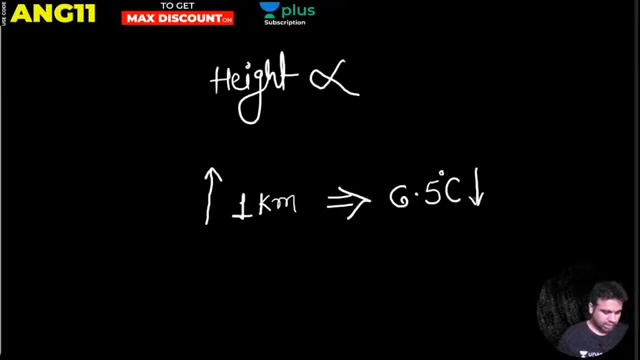 USE CODE
ANG11
TO GET
MAX DISCOUNT ON
plus
Subscription
Height ∝
↑ 1 Km ⇒ 6.5°C ↓